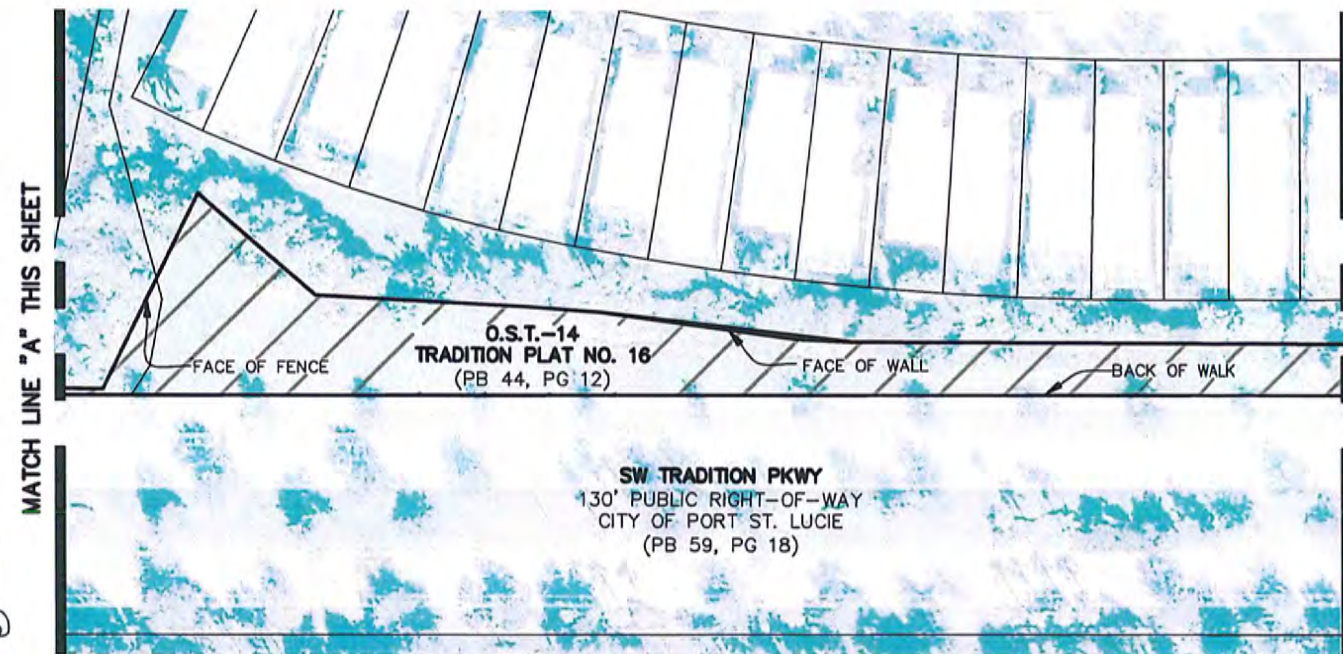 MATCH LINE "A" THIS SHEET
O.S.T.-14
TRADITION PLAT NO. 16
(PB 44, PG 12)
FACE OF FENCE
FACE OF WALL
BACK OF WALK
SW TRADITION PKWY
130' PUBLIC RIGHT-OF-WAY
CITY OF PORT ST. LUCIE
(PB 59, PG 18)